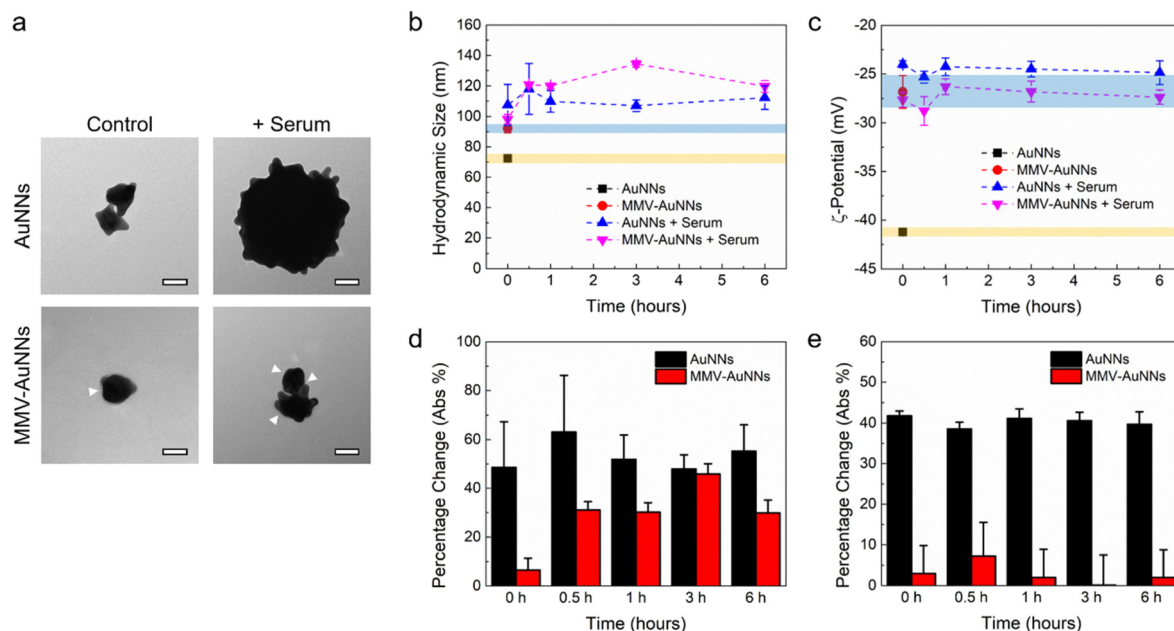 a
Control
+ Serum
AuNNs
MMV-AuNNs
b
Hydrodynamic Size (nm)
160
140
120
100
80
60
40
20
0
AuNNs
MMV-AuNNs
AuNNs + Serum
MMV-AuNNs + Serum
0 1 2 3 4 5 6
Time (hours)
c
ζ-Potential (mV)
-20
-25
-30
-35
-40
-45
AuNNs
MMV-AuNNs
AuNNs + Serum
MMV-AuNNs + Serum
0 1 2 3 4 5 6
Time (hours)
d
Percentage Change (Abs %)
100
80
60
40
20
0
AuNNs
MMV-AuNNs
0 h 0.5 h 1 h 3 h 6 h
Time (hours)
e
Percentage Change (Abs %)
60
50
40
30
20
10
0
AuNNs
MMV-AuNNs
0 h 0.5 h 1 h 3 h 6 h
Time (hours)